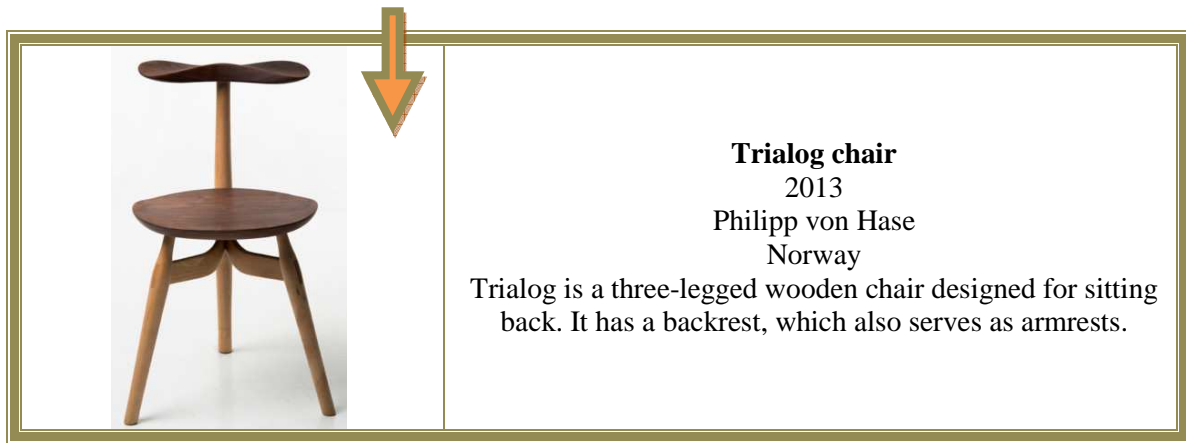 Trialog chair
2013
Philipp von Hase
Norway
Trialog is a three-legged wooden chair designed for sitting
back. It has a backrest, which also serves as armrests.